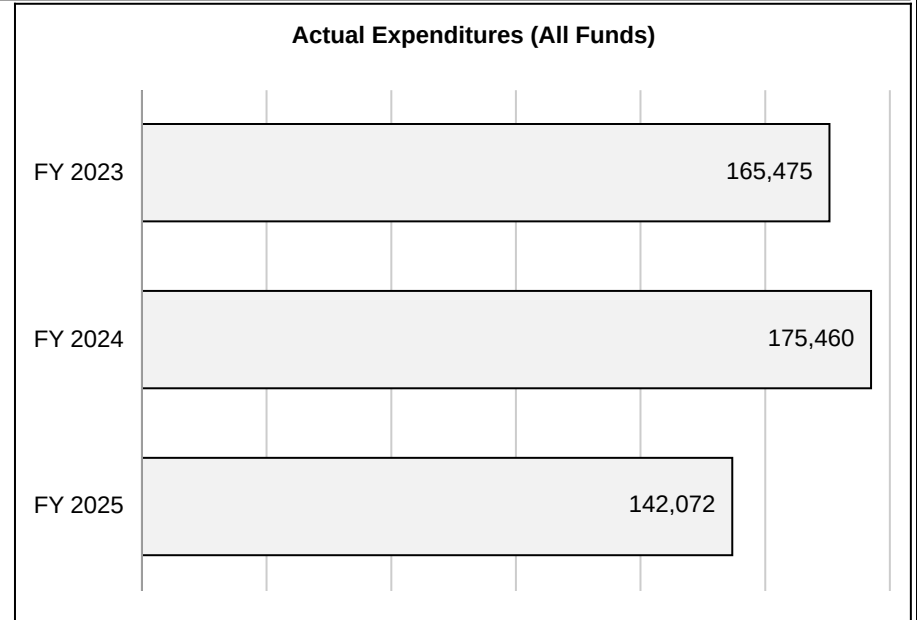 Actual Expenditures (All Funds)
FY 2023
165,475
FY 2024
175,460
FY 2025
142,072